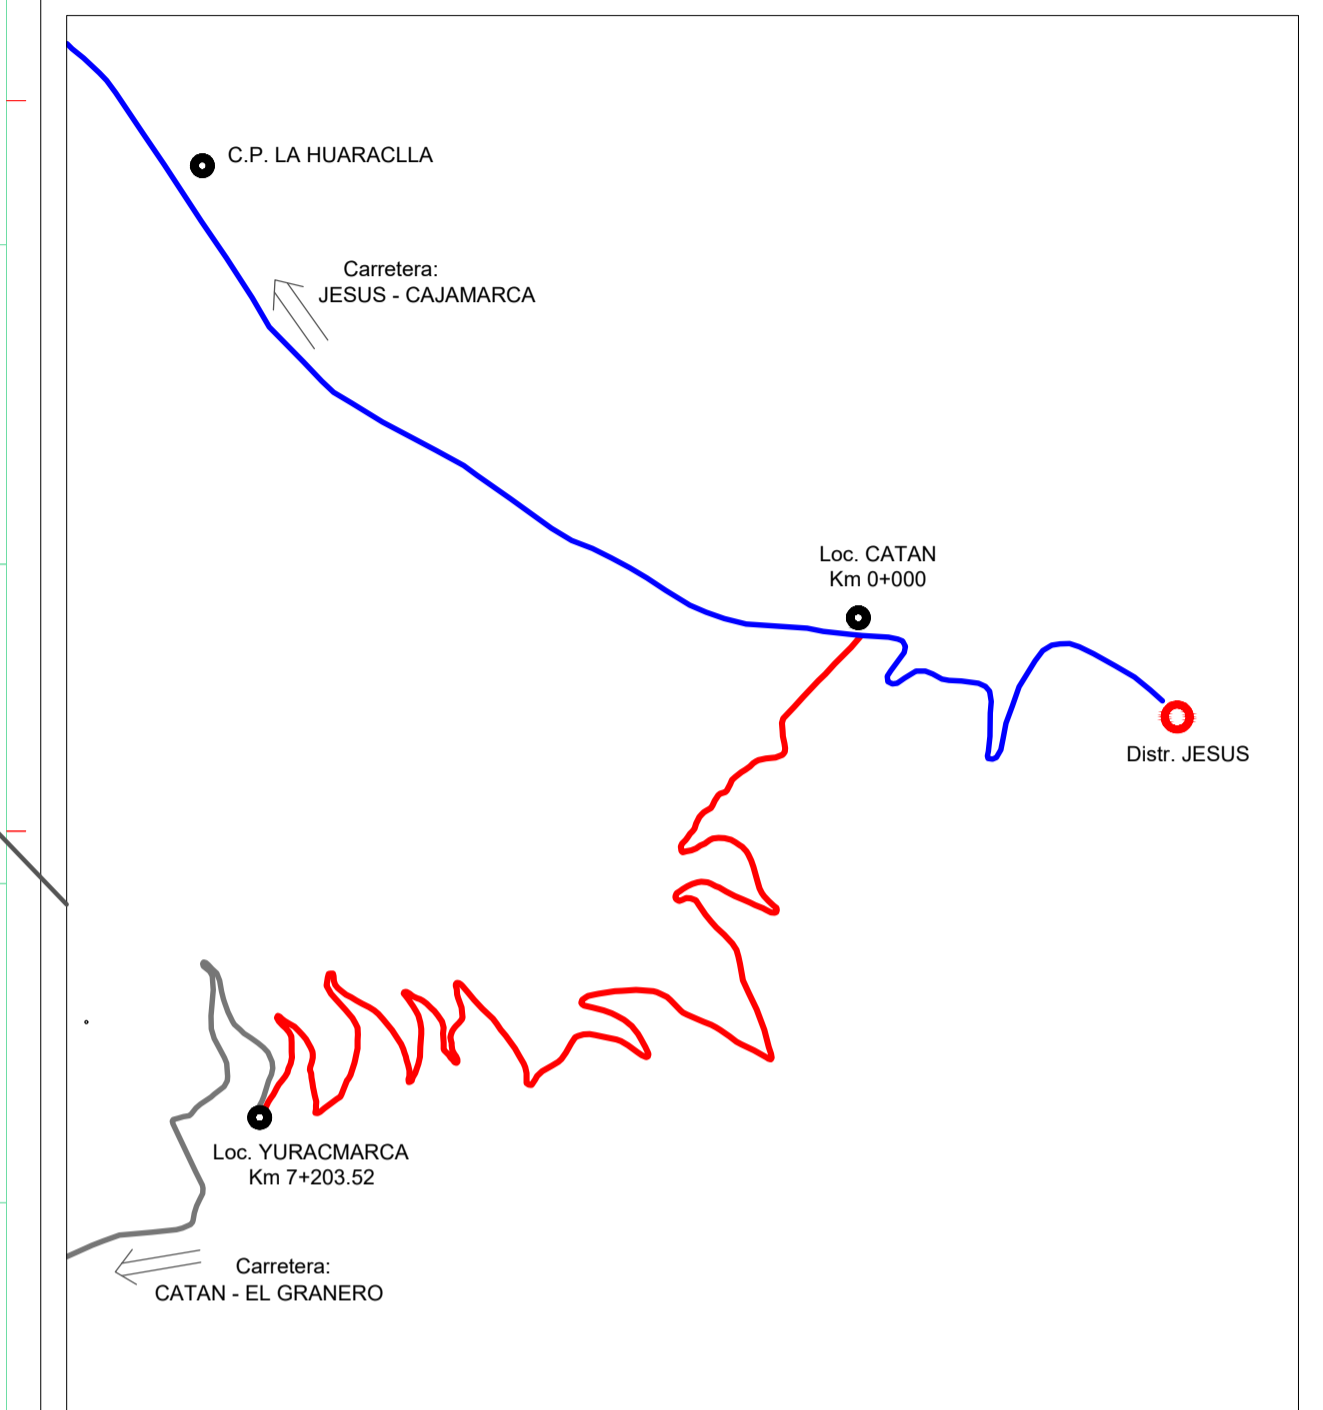 C.P. LA HUARACLLA
Carretera:
JESUS - CAJAMARCA
Loc. CATAN
Km 0+000
Distr. JESUS
Loc. YURACMARCA
Km 7+203.52
Carretera:
CATAN - EL GRANERO